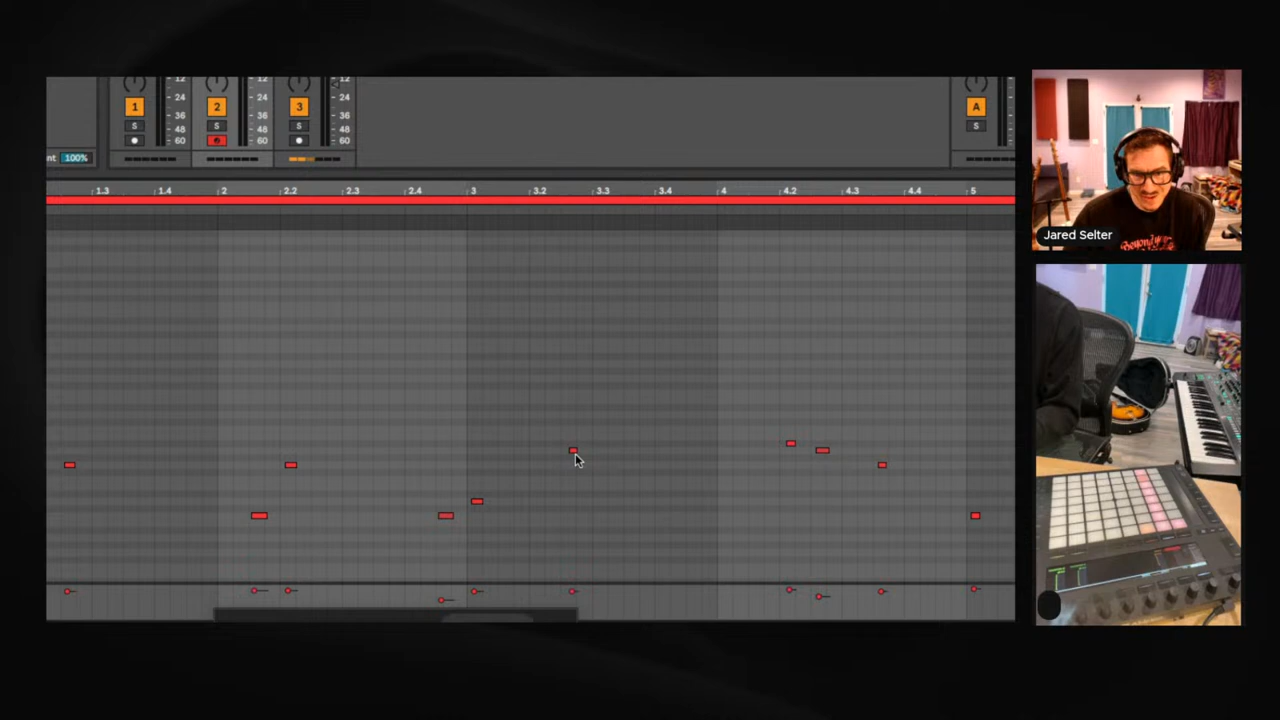 12 12 12
24 24 24
1 2 3 A
36 36 36
S S S S
48 48 48
nt 100% 60 60 60
1.3 1.4 2 2.2 2.3 2.4 3 3.2 3.3 3.4 4 4.2 4.3 4.4 5
Jared Selter
Beyond